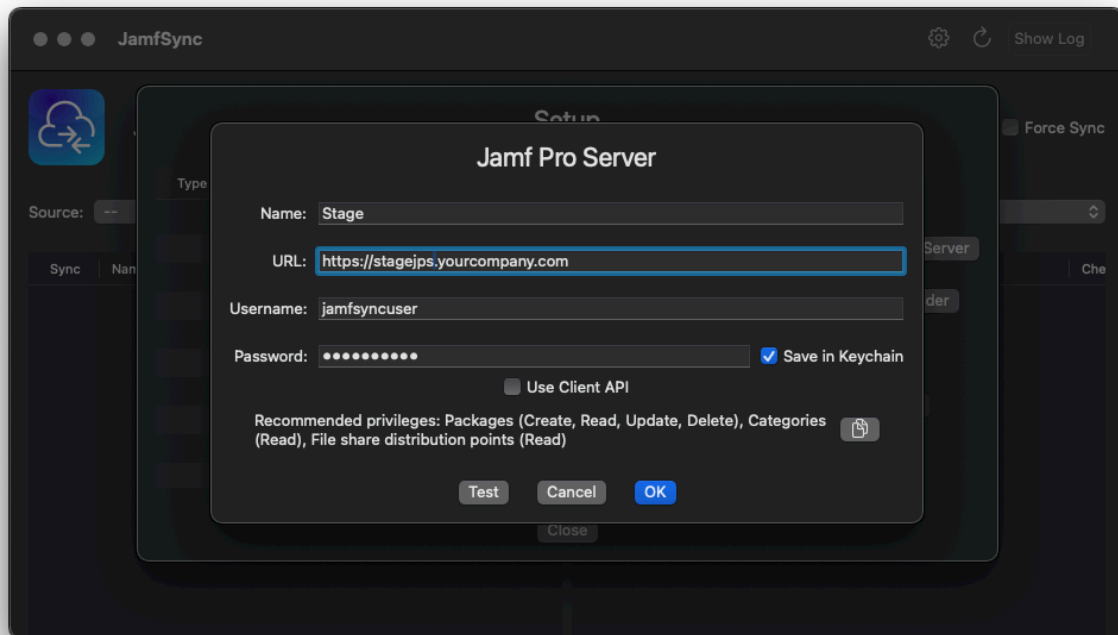 JamfSync
Show Log
Setup
Force Sync
Jamf Pro Server
Type
Name: Stage
Source: --
URL: https://stagejps.yourcompany.com
Server
Sync
Che
Username: jamfsyncuser
der
Password: ●●●●●●●●●●
Save in Keychain
Use Client API
Recommended privileges: Packages (Create, Read, Update, Delete), Categories
(Read), File share distribution points (Read)
Test
Cancel
OK
Close